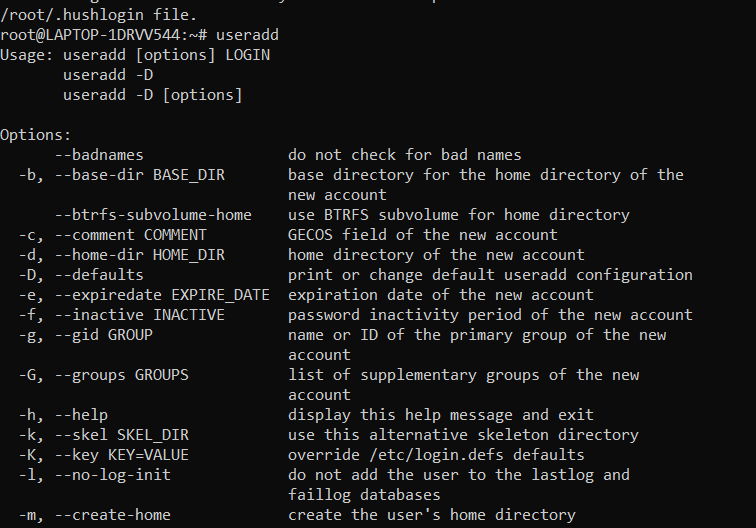 /root/.hushlogin file.
root@LAPTOP-1DRVV544:~# useradd
Usage: useradd [options] LOGIN
       useradd -D
       useradd -D [options]

Options:
      --badnames                do not check for bad names
  -b, --base-dir BASE_DIR       base directory for the home directory of the
                                new account
      --btrfs-subvolume-home    use BTRFS subvolume for home directory
  -c, --comment COMMENT         GECOS field of the new account
  -d, --home-dir HOME_DIR       home directory of the new account
  -D, --defaults                print or change default useradd configuration
  -e, --expiredate EXPIRE_DATE  expiration date of the new account
  -f, --inactive INACTIVE       password inactivity period of the new account
  -g, --gid GROUP               name or ID of the primary group of the new
                                account
  -G, --groups GROUPS           list of supplementary groups of the new
                                account
  -h, --help                    display this help message and exit
  -k, --skel SKEL_DIR           use this alternative skeleton directory
  -K, --key KEY=VALUE           override /etc/login.defs defaults
  -l, --no-log-init             do not add the user to the lastlog and
                                faillog databases
  -m, --create-home             create the user's home directory